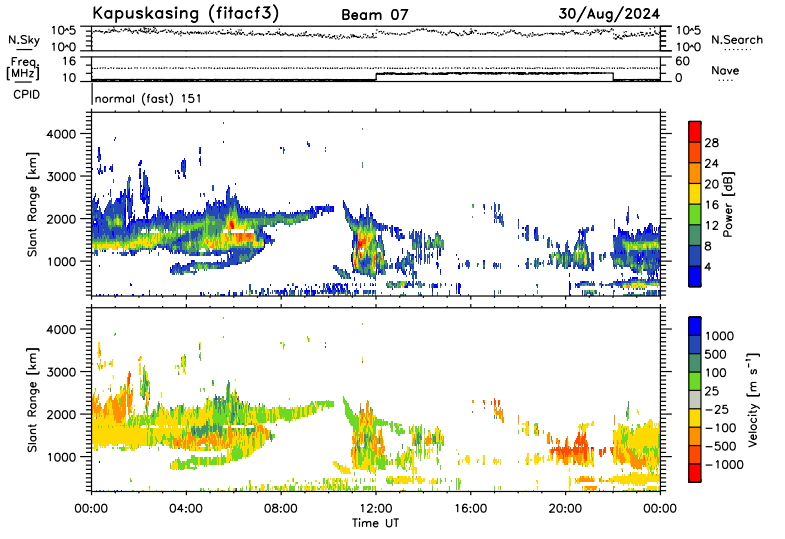 Kapuskasing (fitacf3) Beam 07 30/Aug/2024
N.Sky 10^5 10^0 10^5 10^0 N.Search
Freq. [MHz] 16 12 10 60 0 Nave
CPID normal (fast) 151
Slant Range [km] 4000 3000 2000 1000
Power [dB] 28 24 20 16 12 8 4
Slant Range [km] 4000 3000 2000 1000
Velocity [m s⁻¹] 1000 500 100 25 −25 −100 −500 −1000
00:00 04:00 08:00 12:00 16:00 20:00 00:00
Time UT